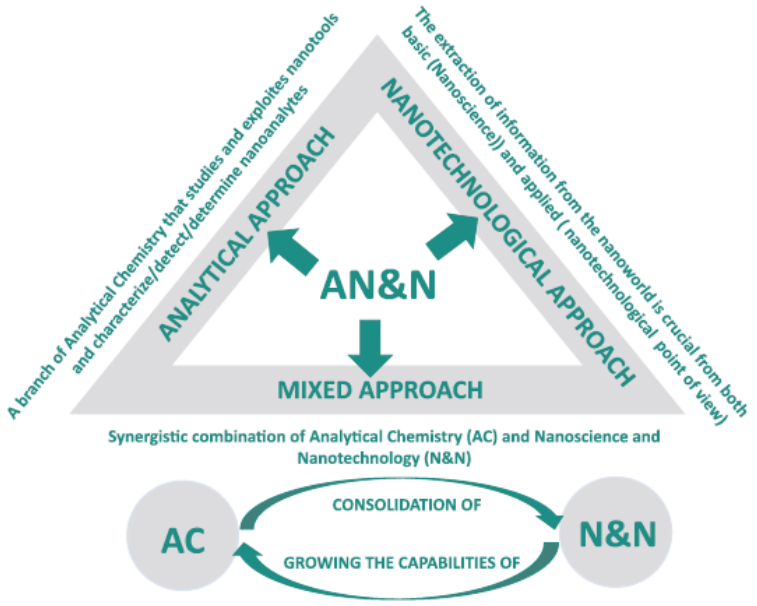 A branch of Analytical Chemistry that studies and exploites nanotools
and characterize/detect/determine nanoanalytes
The extraction of information from the nanoworld is crucial from both
basic (Nanoscience)) and applied ( nanotechnological point of view)
ANALYTICAL APPROACH
NANOTECHNOLOGICAL APPROACH
AN&N
MIXED APPROACH
Synergistic combination of Analytical Chemistry (AC) and Nanoscience and
Nanotechnology (N&N)
AC
CONSOLIDATION OF
GROWING THE CAPABILITIES OF
N&N